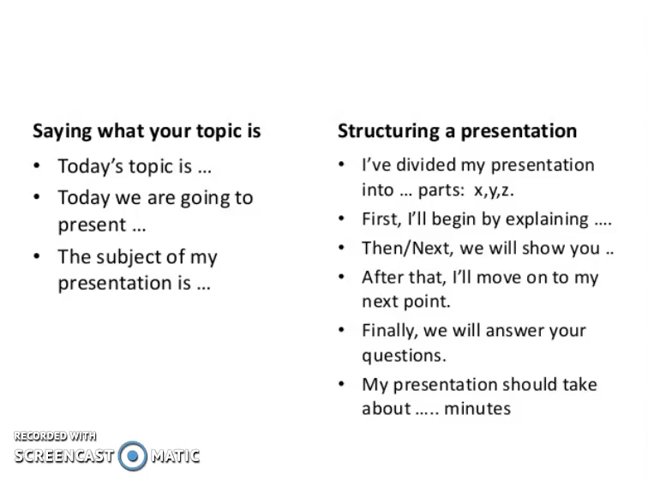 Saying what your topic is
• Today's topic is ...
• Today we are going to
present ...
• The subject of my
presentation is ...
Structuring a presentation
• I've divided my presentation
into ... parts:  x,y,z.
• First, I'll begin by explaining ....
• Then/Next, we will show you ..
• After that, I'll move on to my
next point.
• Finally, we will answer your
questions.
• My presentation should take
about ..... minutes
RECORDED WITH
SCREENCAST MATIC